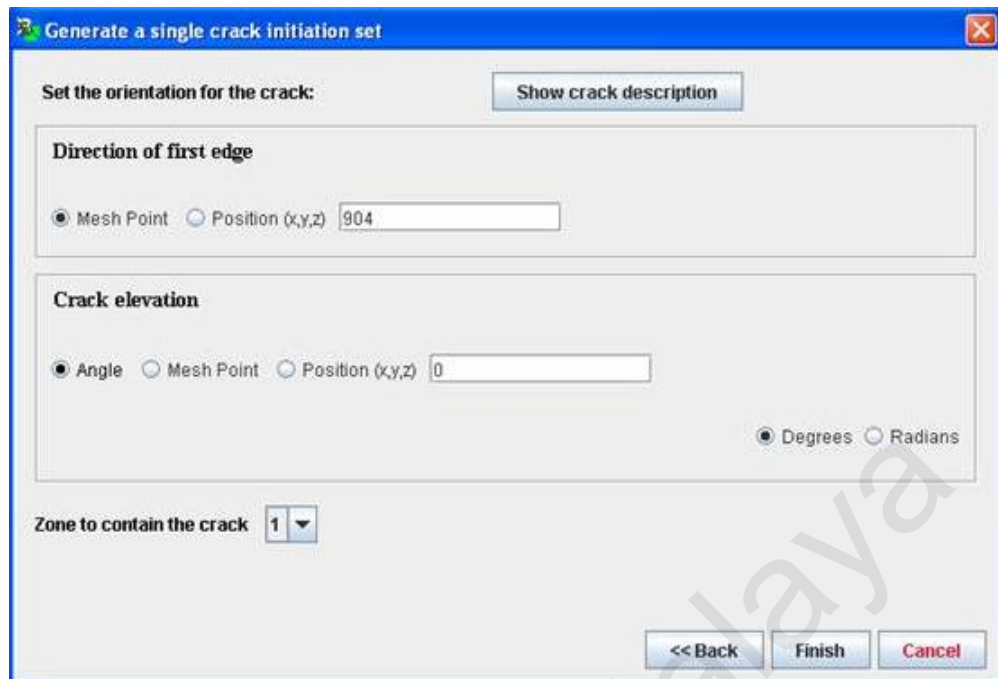 Generate a single crack initiation set
Set the orientation for the crack: Show crack description
Direction of first edge
Mesh Point Position (x,y,z) 904
Crack elevation
Angle Mesh Point Position (x,y,z) 0
Degrees Radians
Zone to contain the crack 1
<< Back Finish Cancel
alaya